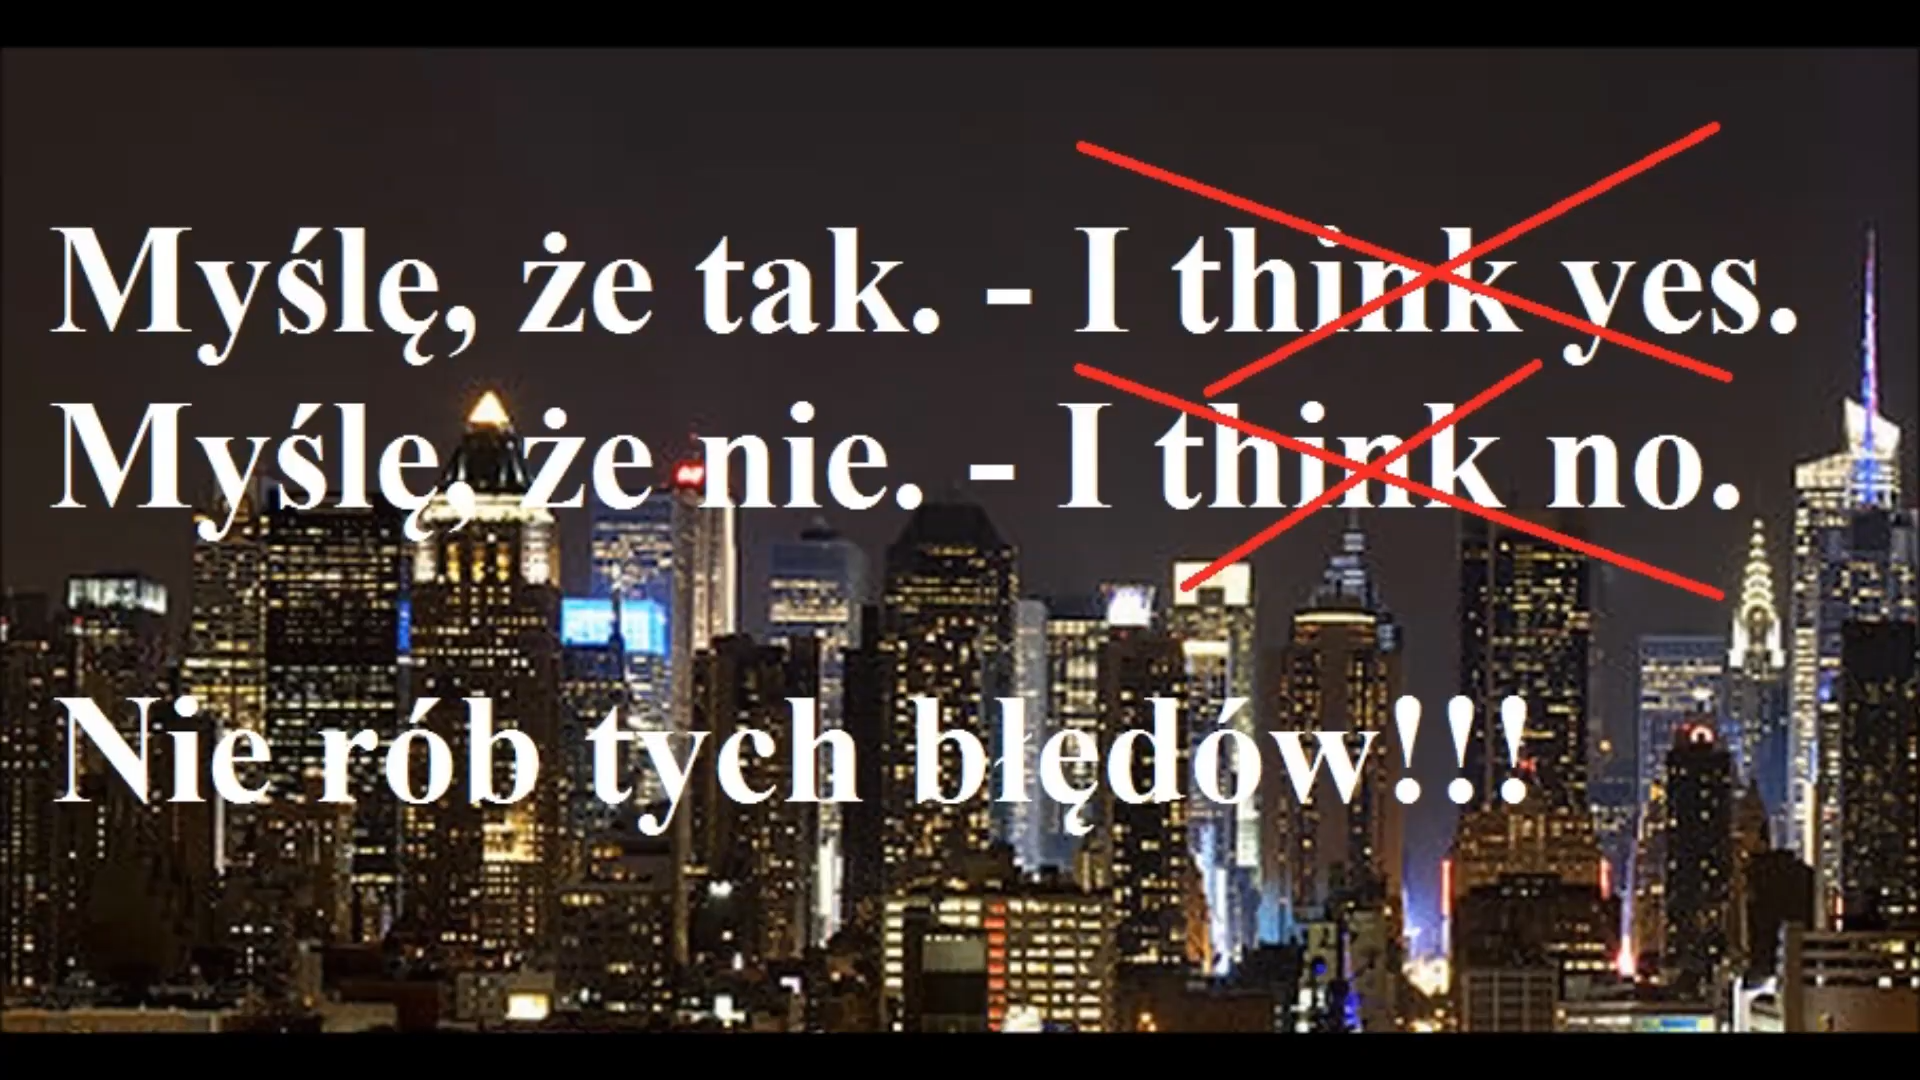 Myślę, że tak. - I think yes.
Myślę, że nie. - I think no.
Nie rób tych błędów!!!